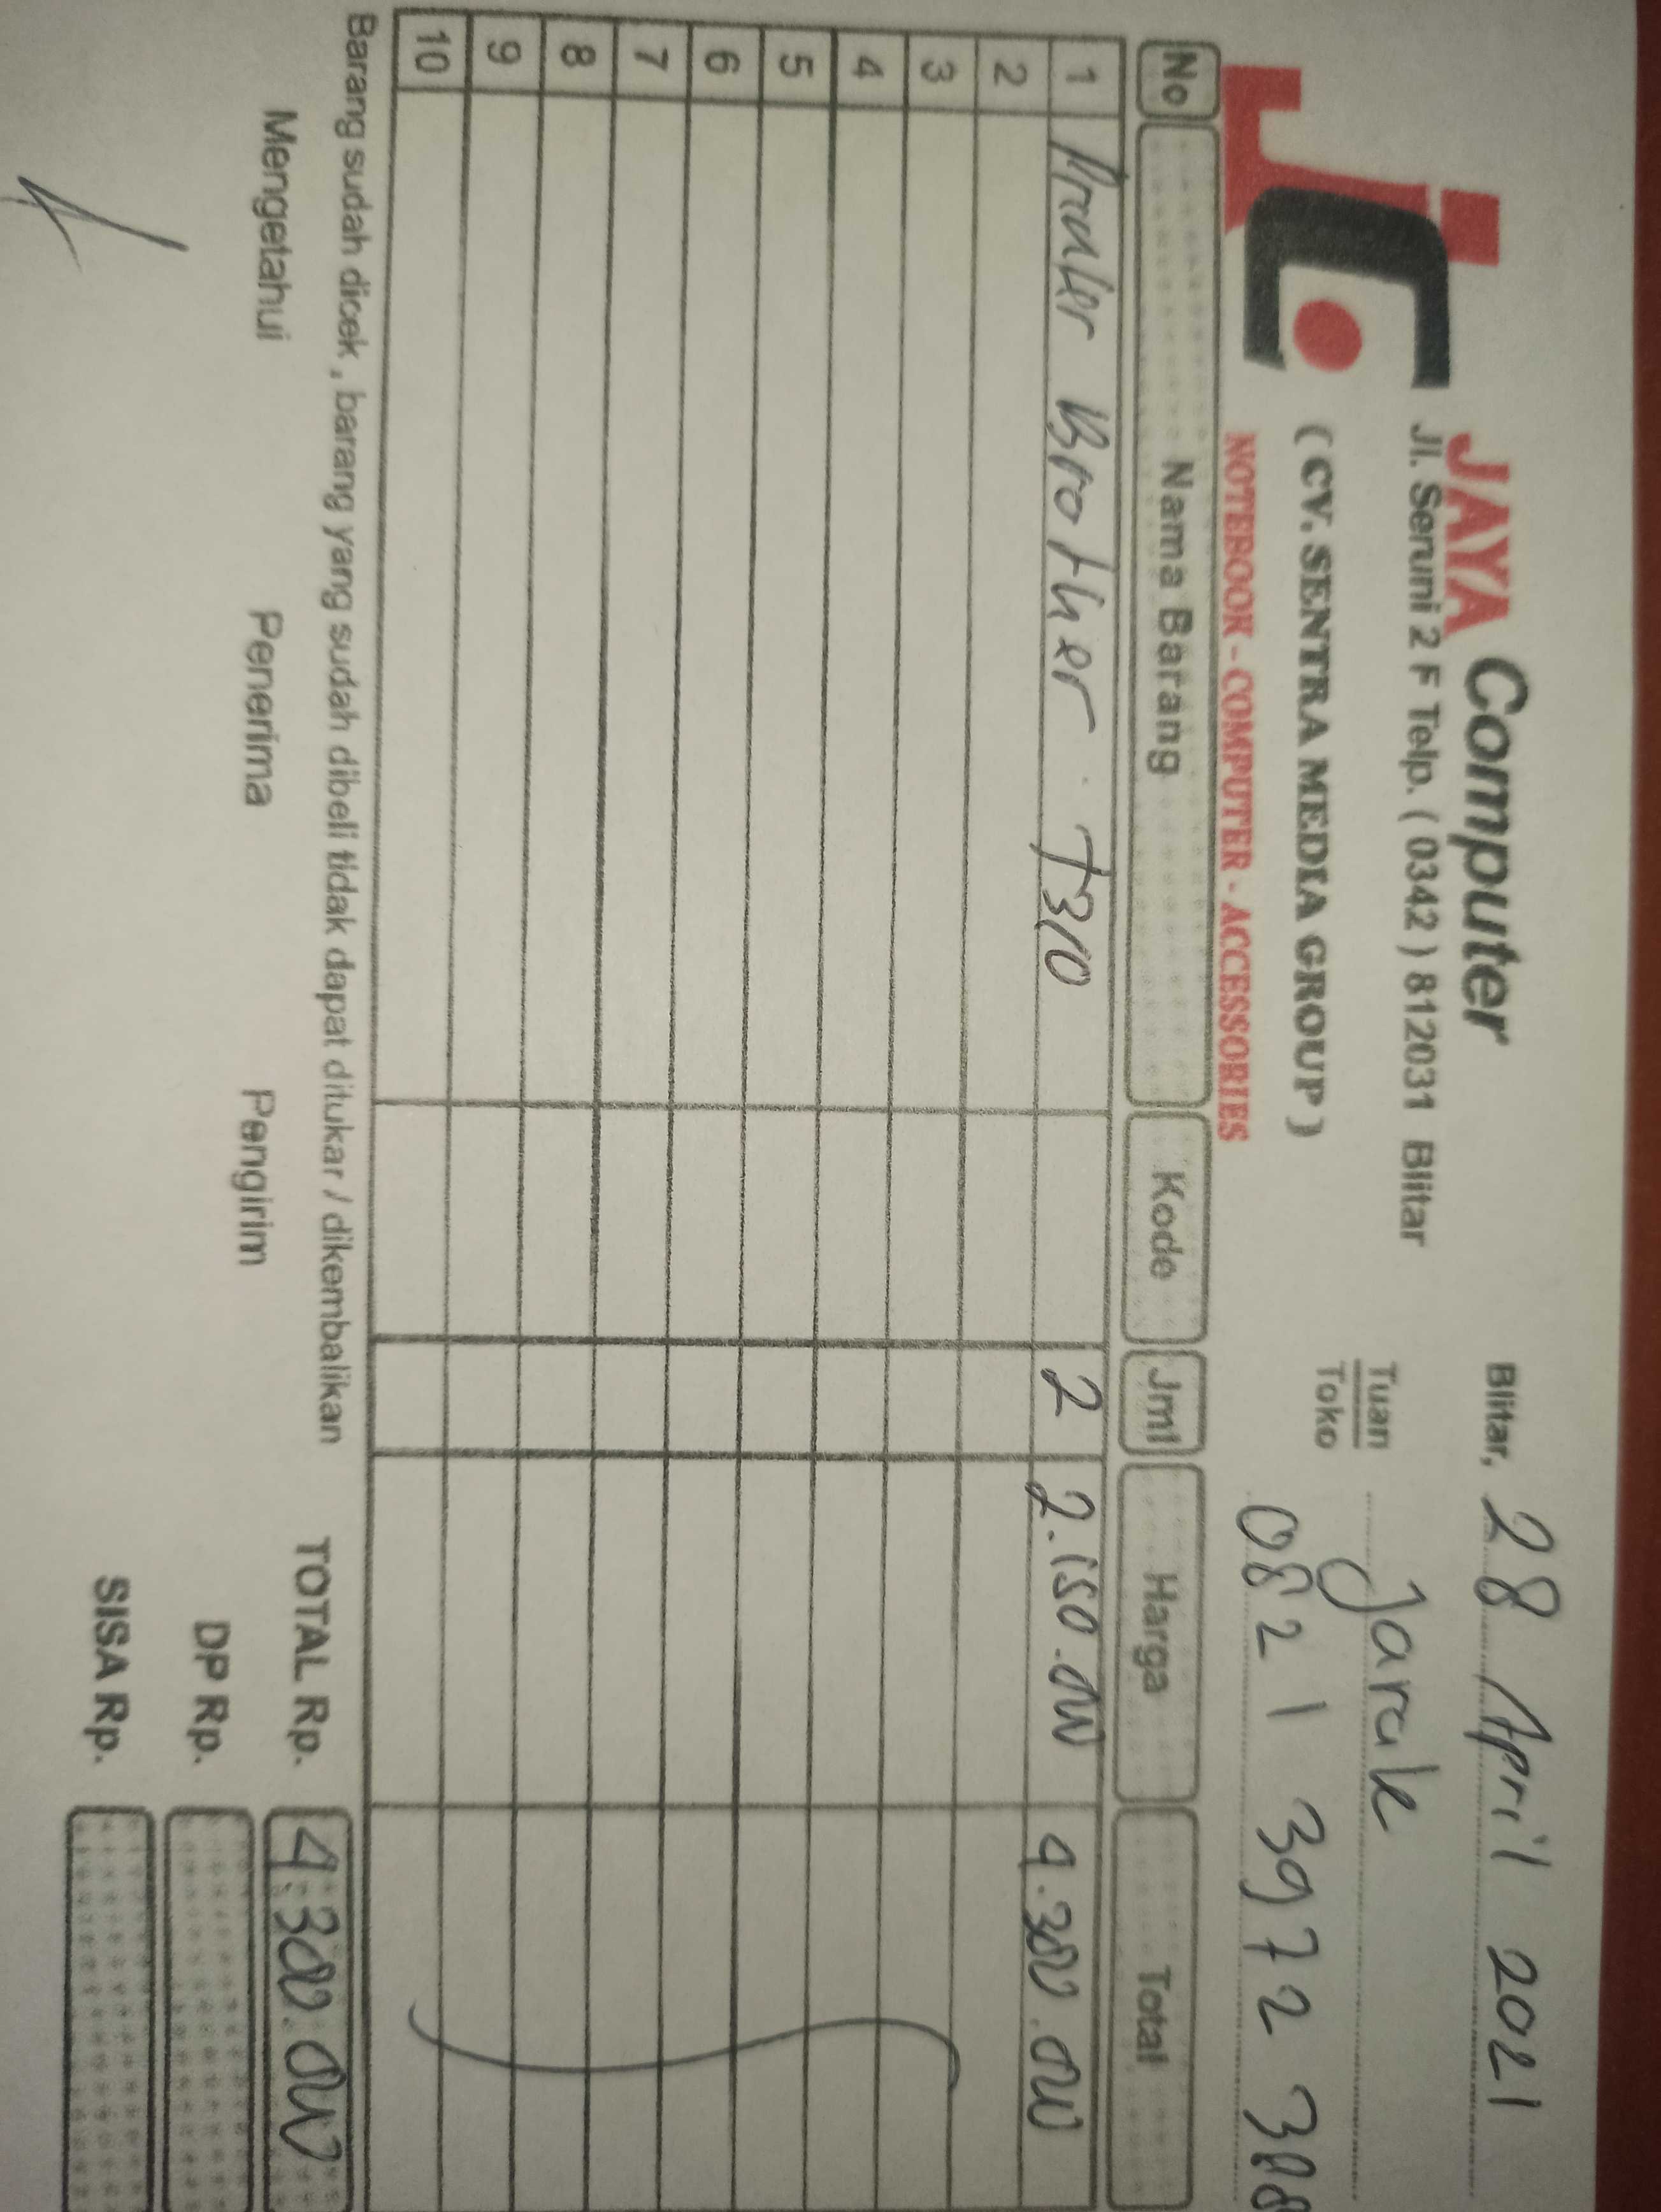 JC
JAYA Computer
Jl. Seruni 2 F Telp. ( 0342 ) 812031 Blitar
( CV. SENTRA MEDIA GROUP )
NOTEBOOK - COMPUTER - ACCESSORIES
Blitar, 28 April 2021
Tuan
Toko Jarak
0821 3972 388
No Nama Barang Kode Jml Harga Total
1 Printer Brother T310 2 2.150.000 4.300.000
2
3
4
5
6
7
8
9
10
Barang sudah dicek , barang yang sudah dibeli tidak dapat ditukar / dikembalikan
Mengetahui Penerima Pengirim
TOTAL Rp. 4.300.000
DP Rp.
SISA Rp.